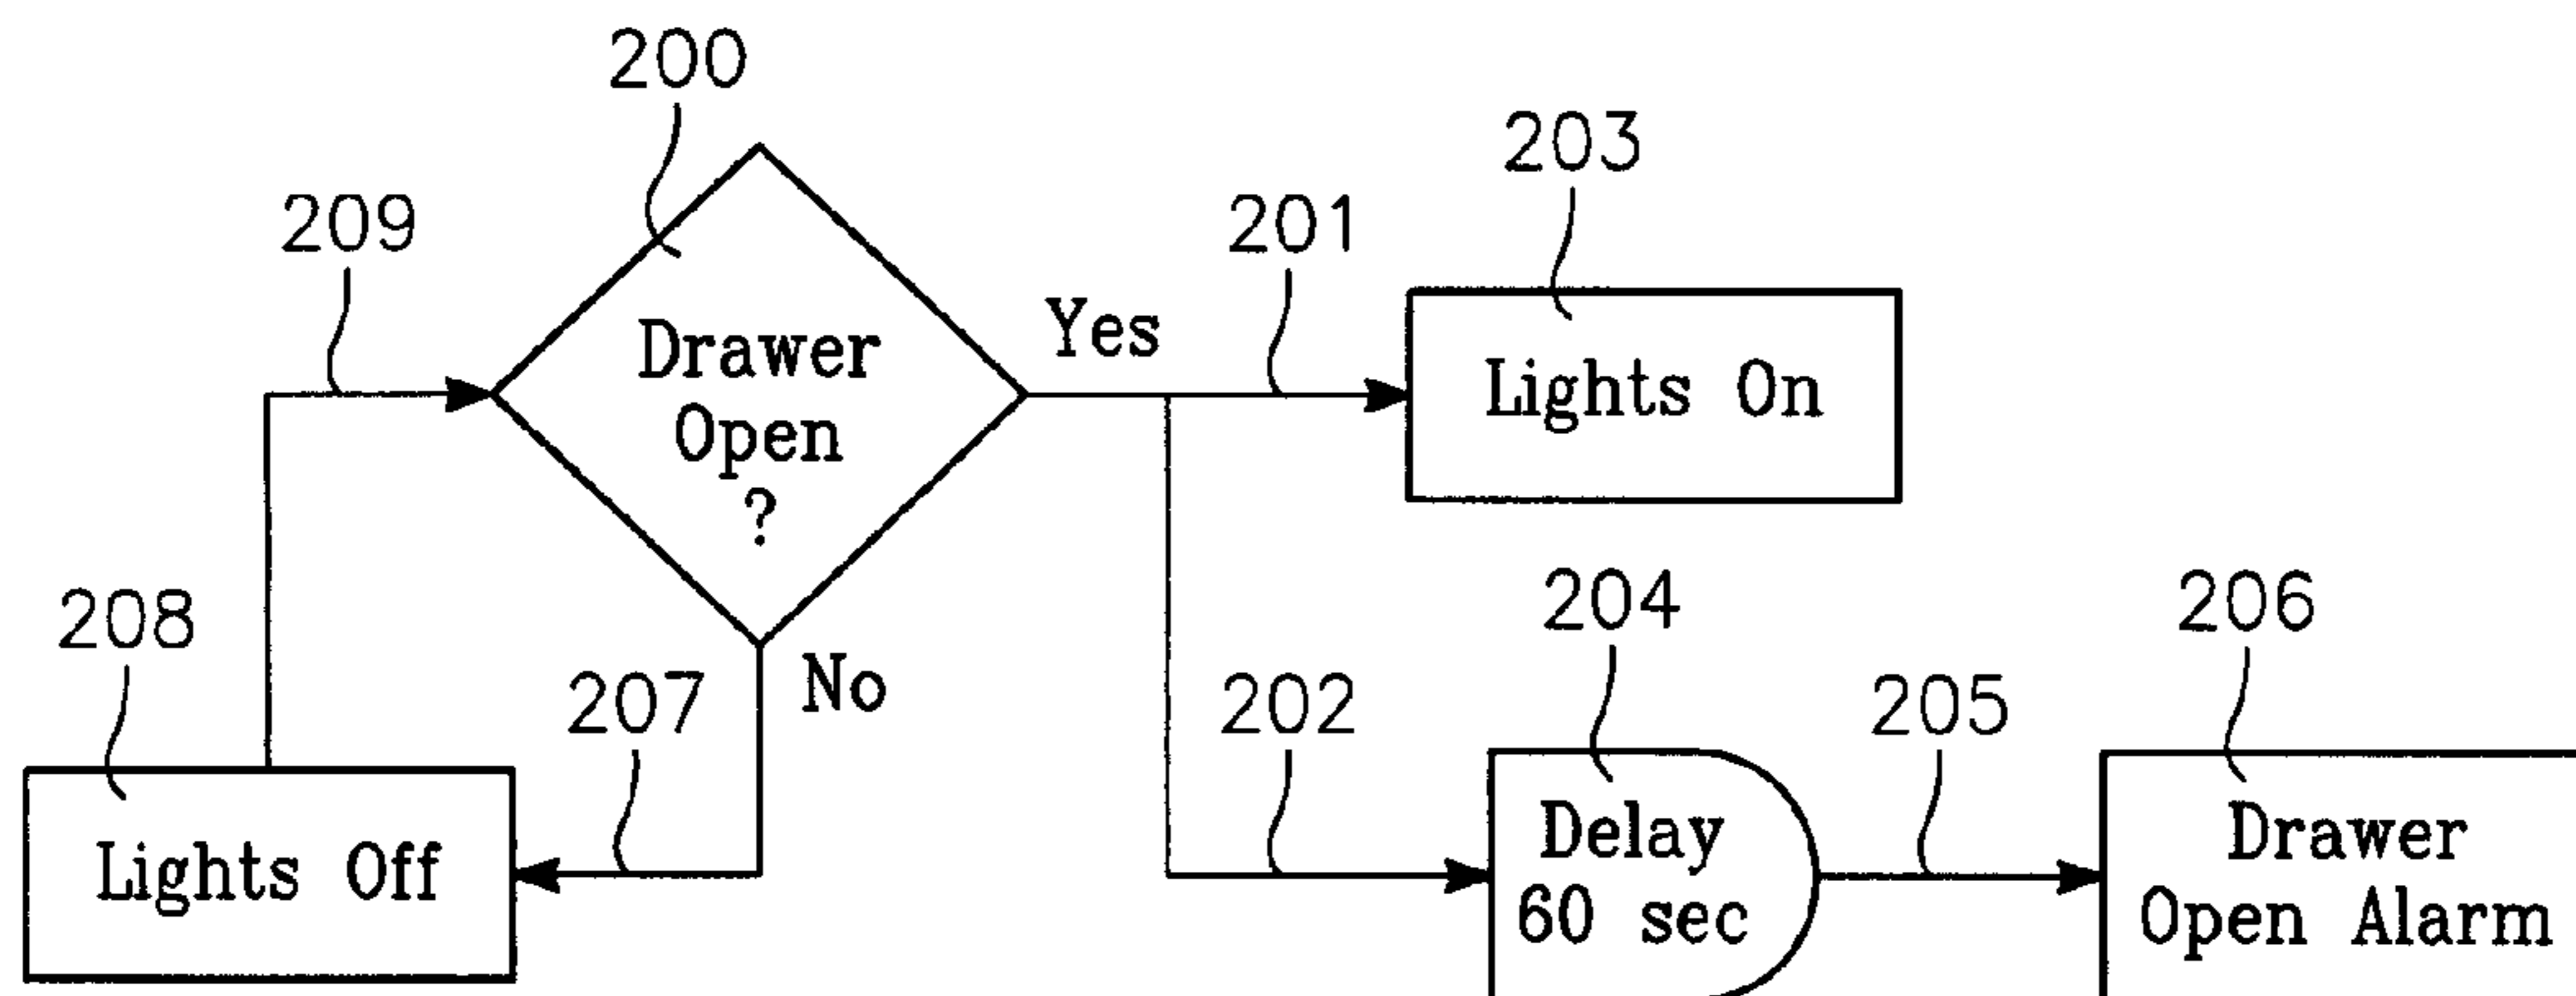 200
203
209
201
Yes
Drawer
Open
?
Lights On
208
204
206
207
No
202
205
Lights Off
Delay
60 sec
Drawer
Open Alarm